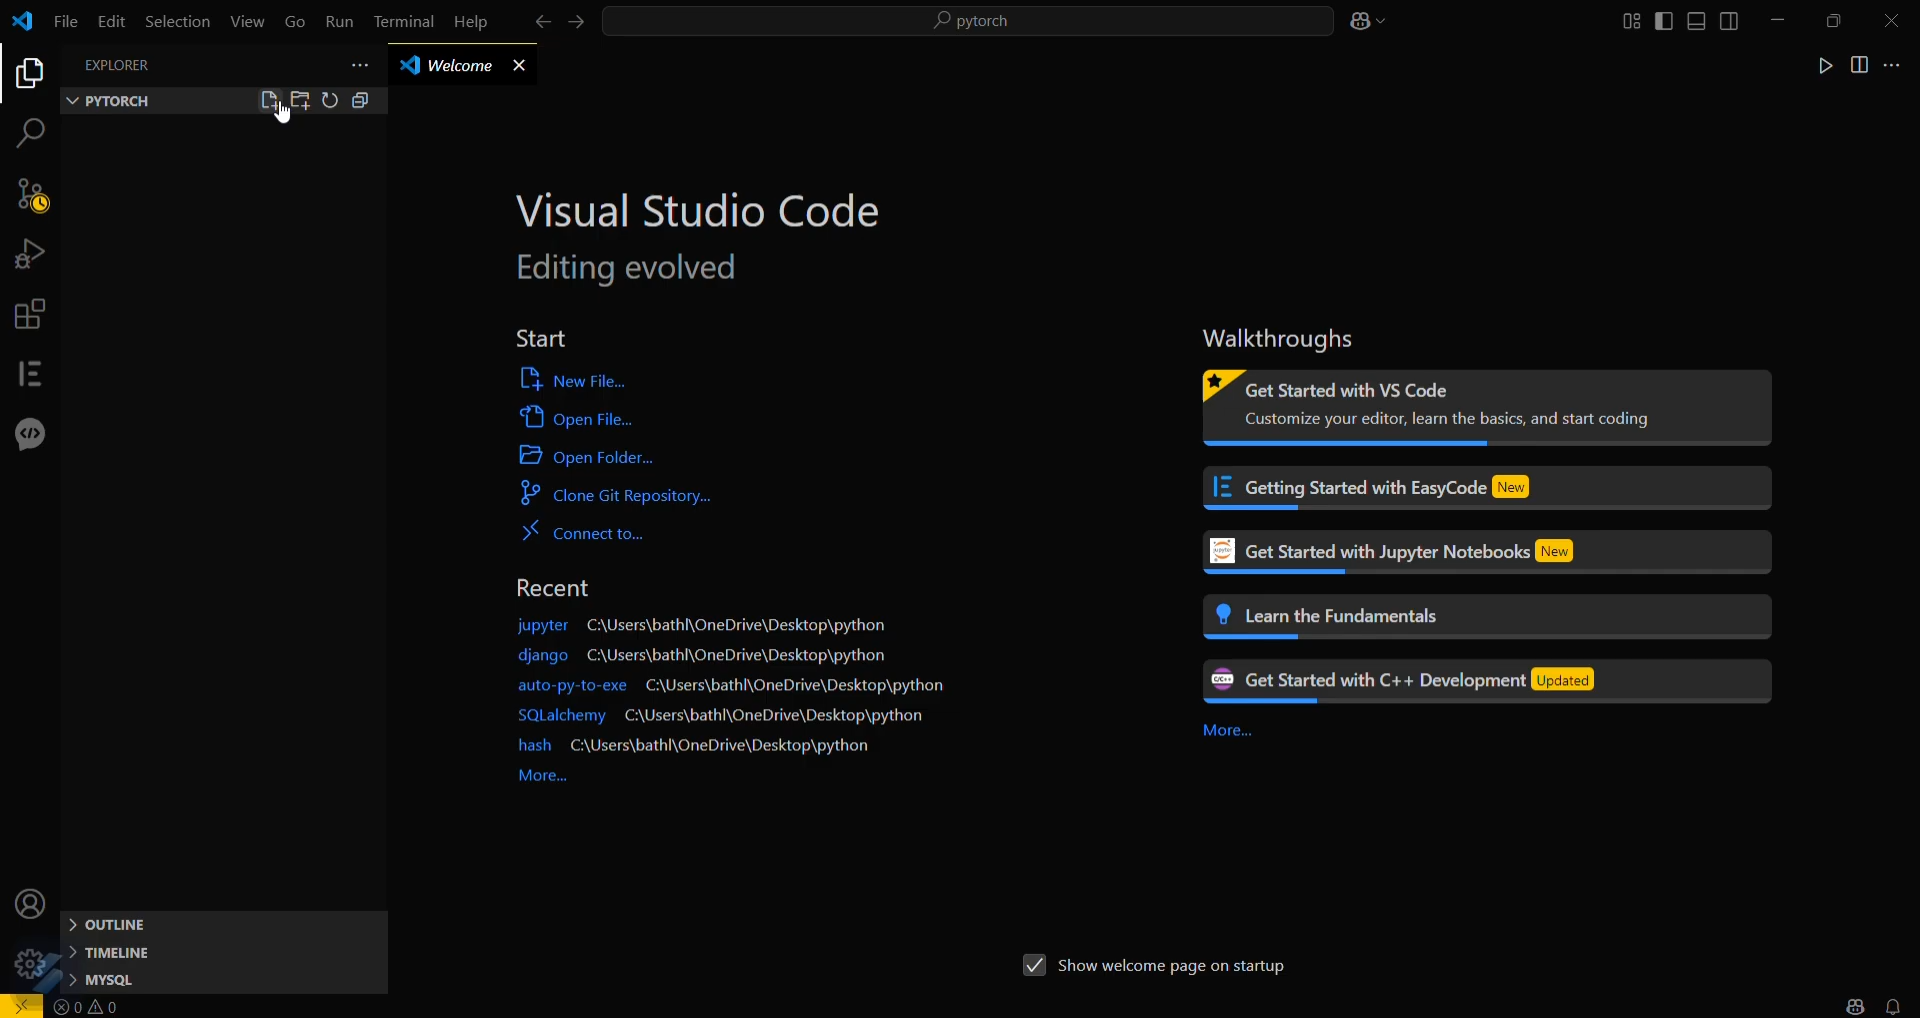 File Edit Selection View Go Run Terminal Help pytorch
EXPLORER
Welcome
PYTORCH
Visual Studio Code
Editing evolved
Start
New File...
Open File...
Open Folder...
Clone Git Repository...
Connect to...
Recent
jupyter C:\Users\bathl\OneDrive\Desktop\python
django C:\Users\bathl\OneDrive\Desktop\python
auto-py-to-exe C:\Users\bathl\OneDrive\Desktop\python
SQLalchemy C:\Users\bathl\OneDrive\Desktop\python
hash C:\Users\bathl\OneDrive\Desktop\python
More...
Walkthroughs
Get Started with VS Code
Customize your editor, learn the basics, and start coding
Getting Started with EasyCode New
jupyter Get Started with Jupyter Notebooks New
Learn the Fundamentals
C/C++ Get Started with C++ Development Updated
More...
OUTLINE
TIMELINE
MYSQL
Show welcome page on startup
0 0